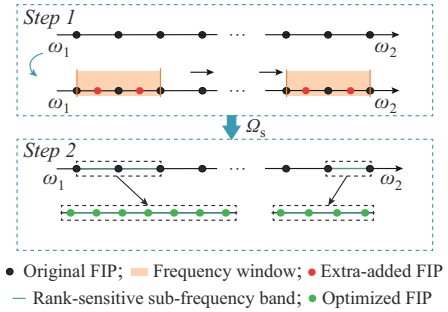 Step 1
ω1 ... ω2
ω1 ... ω2
Ωs
Step 2
ω1 ... ω2
Original FIP; Frequency window; Extra-added FIP
Rank-sensitive sub-frequency band; Optimized FIP